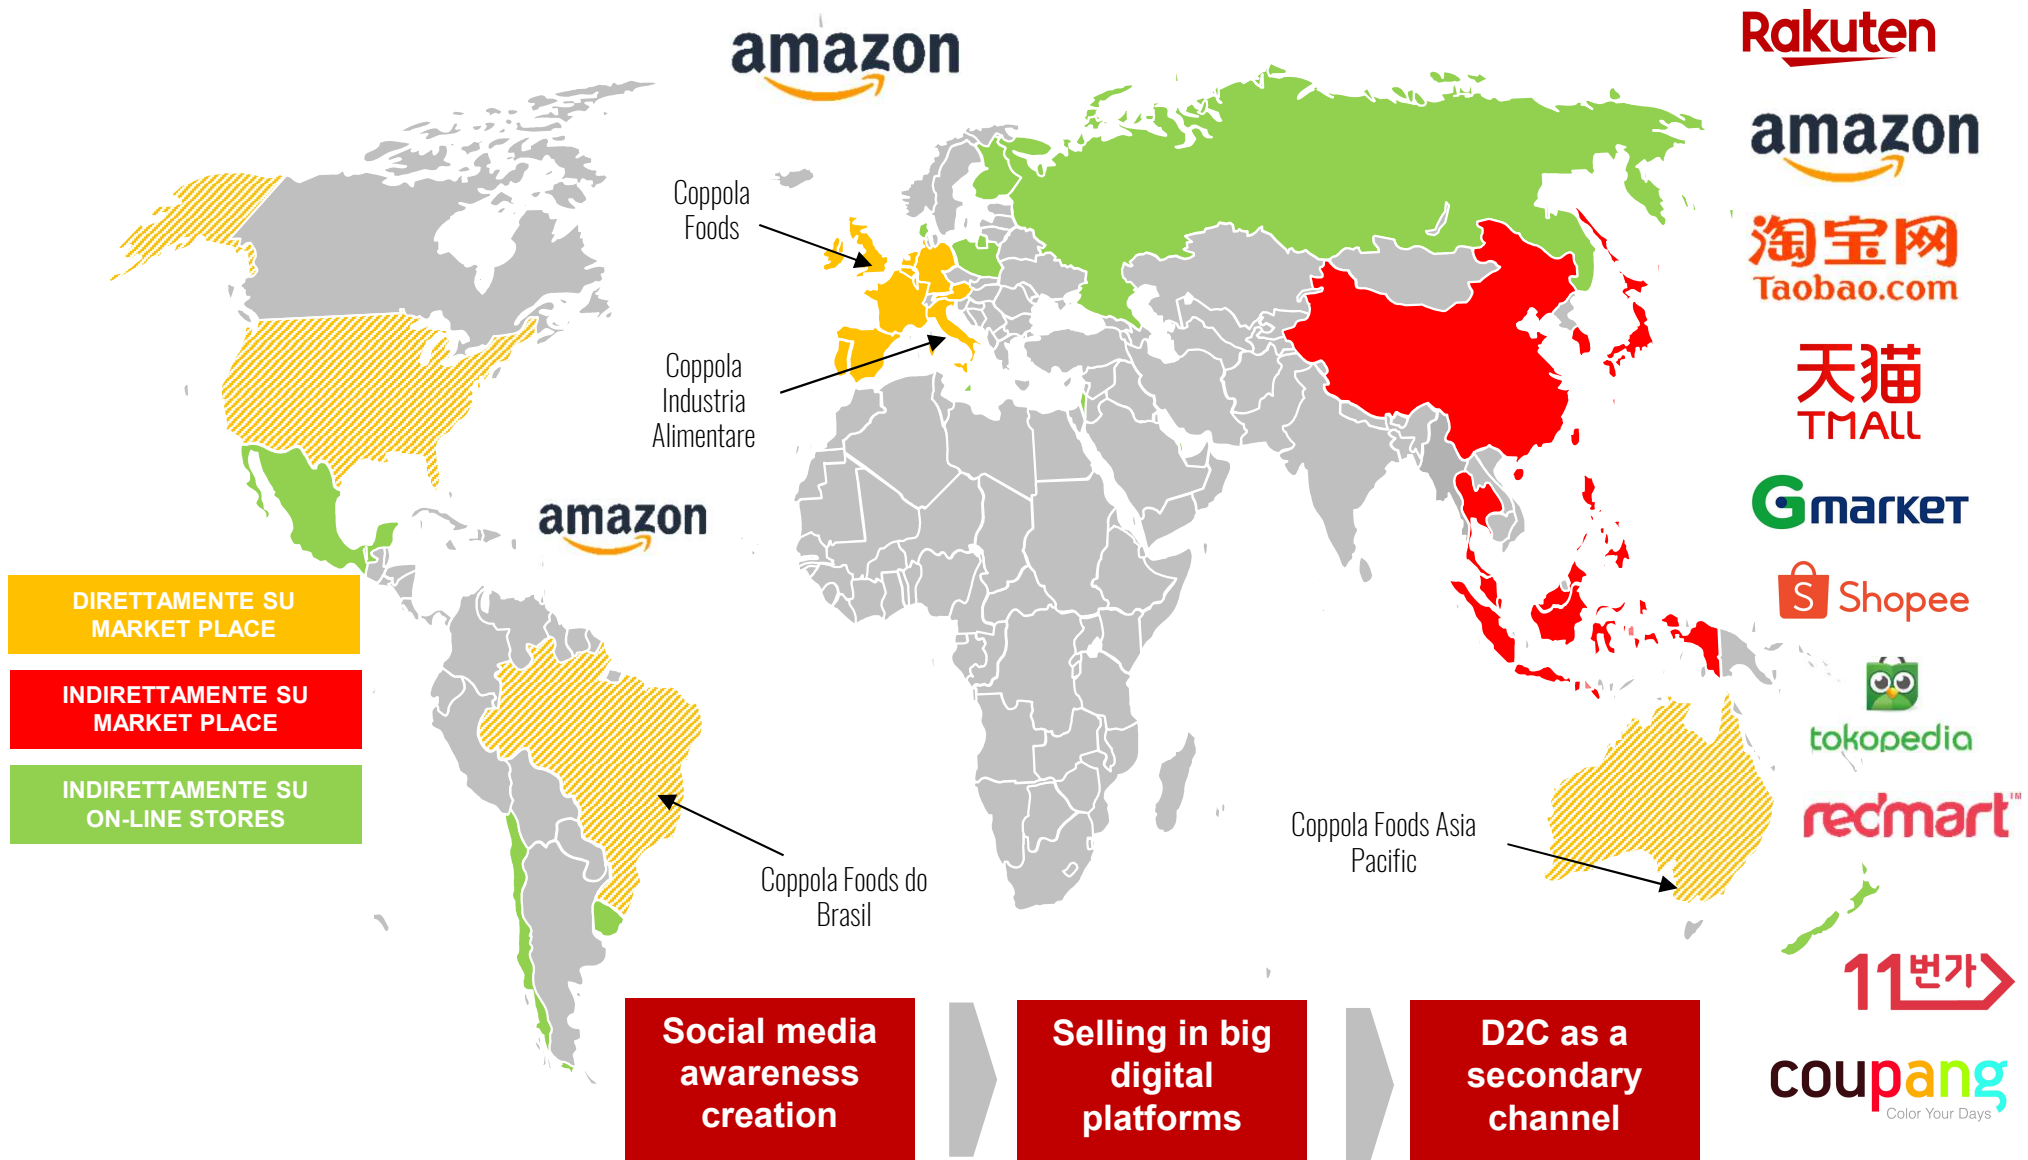 amazon
Rakuten
amazon
淘宝网
Taobao.com
天猫
TMALL
Gmarket
S Shopee
tokopedia
redmart™
11번가
coupang
Color Your Days
Coppola
Foods
Coppola
Industria
Alimentare
amazon
DIRETTAMENTE SU
MARKET PLACE
INDIRETTAMENTE SU
MARKET PLACE
INDIRETTAMENTE SU
ON-LINE STORES
Coppola Foods do
Brasil
Coppola Foods Asia
Pacific
Social media
awareness
creation
Selling in big
digital
platforms
D2C as a
secondary
channel